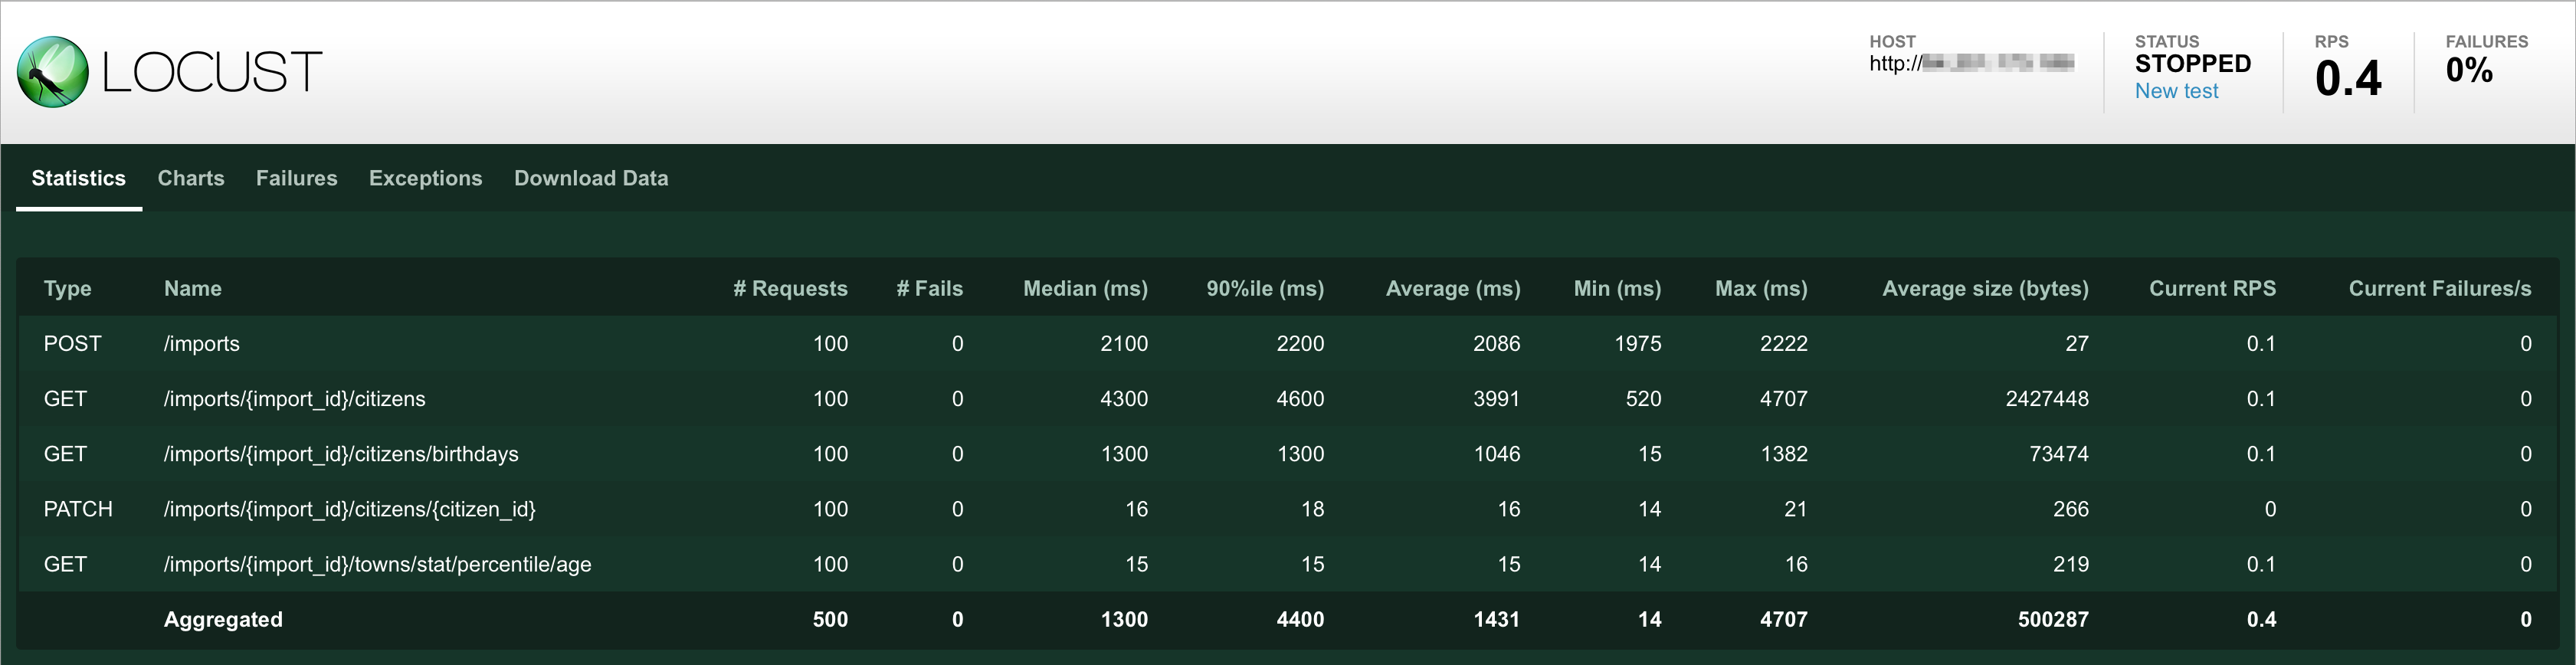 LOCUST
HOST
http://
STATUS
STOPPED
New test
RPS
0.4
FAILURES
0%
Statistics Charts Failures Exceptions Download Data
Type Name # Requests # Fails Median (ms) 90%ile (ms) Average (ms) Min (ms) Max (ms) Average size (bytes) Current RPS Current Failures/s
POST /imports 100 0 2100 2200 2086 1975 2222 27 0.1 0
GET /imports/{import_id}/citizens 100 0 4300 4600 3991 520 4707 2427448 0.1 0
GET /imports/{import_id}/citizens/birthdays 100 0 1300 1300 1046 15 1382 73474 0.1 0
PATCH /imports/{import_id}/citizens/{citizen_id} 100 0 16 18 16 14 21 266 0 0
GET /imports/{import_id}/towns/stat/percentile/age 100 0 15 15 15 14 16 219 0.1 0
Aggregated 500 0 1300 4400 1431 14 4707 500287 0.4 0